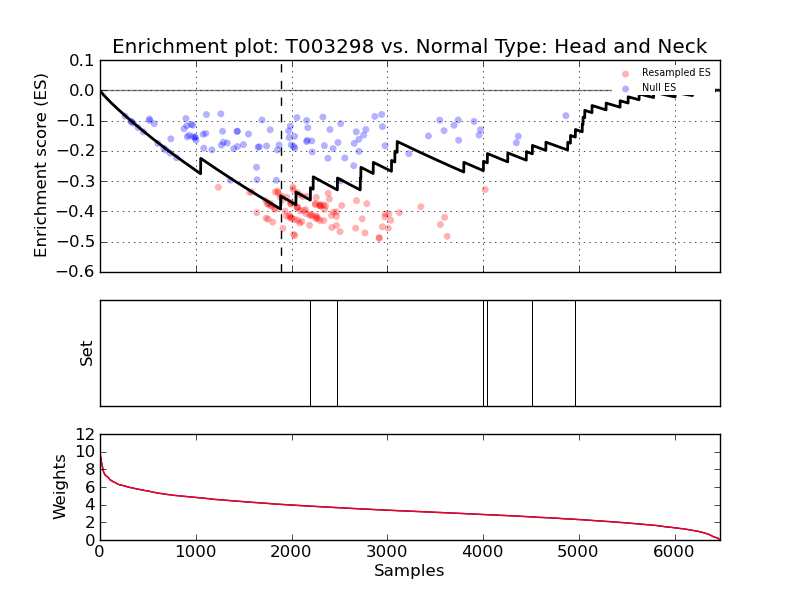 Enrichment plot: T003298 vs. Normal Type: Head and Neck
Enrichment score (ES)
0.1
0.0
−0.1
−0.2
−0.3
−0.4
−0.5
−0.6
Resampled ES
Null ES
Set
Weights
12
10
8
6
4
2
0
0 1000 2000 3000 4000 5000 6000
Samples